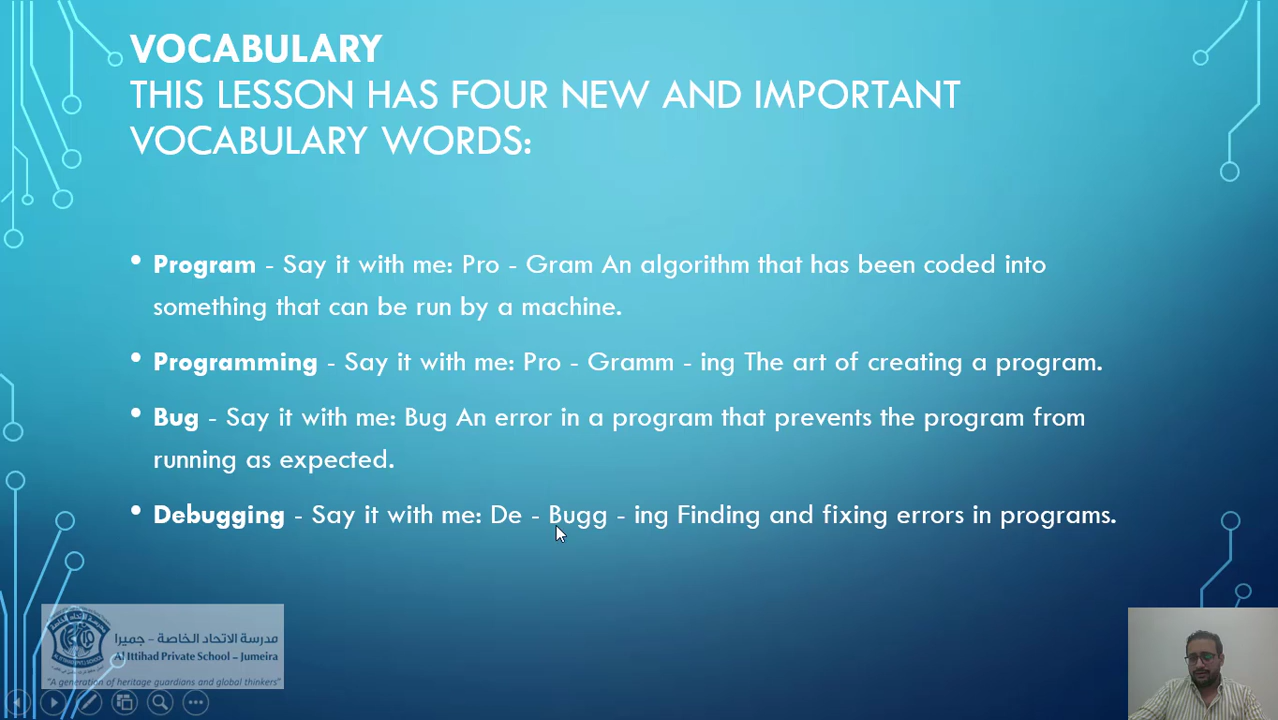 VOCABULARY
THIS LESSON HAS FOUR NEW AND IMPORTANT
VOCABULARY WORDS:
• Program - Say it with me: Pro - Gram An algorithm that has been coded into
something that can be run by a machine.
• Programming - Say it with me: Pro - Gramm - ing The art of creating a program.
• Bug - Say it with me: Bug An error in a program that prevents the program from
running as expected.
• Debugging - Say it with me: De - Bugg - ing Finding and fixing errors in programs.
مدرسة الاتحاد الخاصة - جميرا
Al Ittihad Private School - Jumeira
"A generation of heritage guardians and global thinkers"